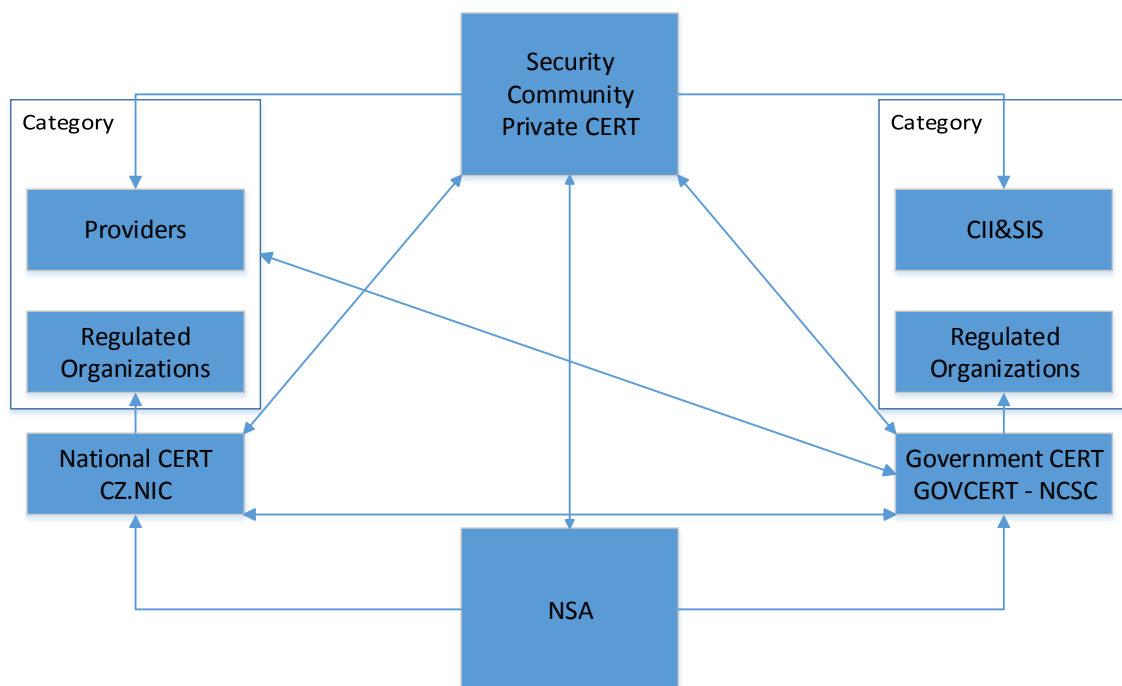 Security
Community
Private CERT
Category
Category
Providers
CII&SIS
Regulated
Organizations
Regulated
Organizations
National CERT
CZ.NIC
Government CERT
GOVCERT - NCSC
NSA